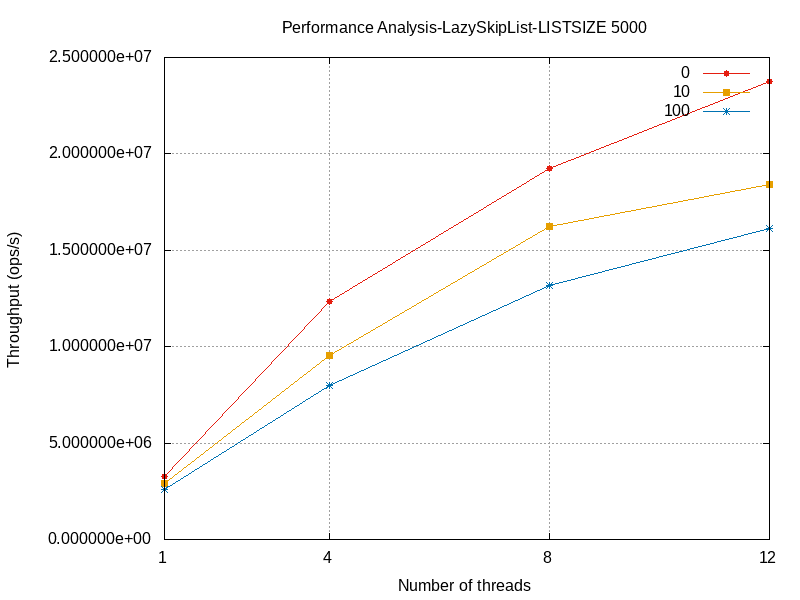 Performance Analysis-LazySkipList-LISTSIZE 5000
2.500000e+07
2.000000e+07
1.500000e+07
1.000000e+07
5.000000e+06
0.000000e+00
Throughput (ops/s)
0
10
100
1 4 8 12
Number of threads